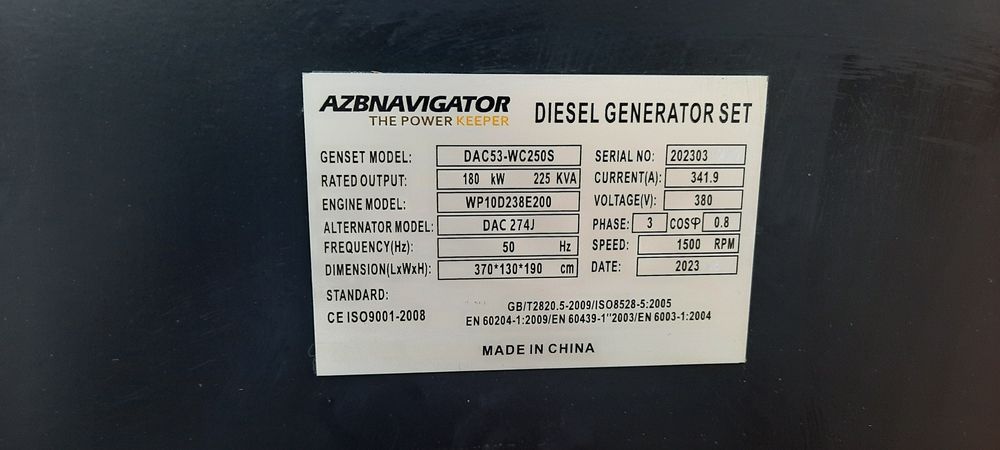 AZBNAVIGATOR
THE POWER KEEPER
DIESEL GENERATOR SET
GENSET MODEL: DAC53-WC250S SERIAL NO: 202303
RATED OUTPUT: 180 kW 225 KVA CURRENT(A): 341.9
ENGINE MODEL: WP10D238E200 VOLTAGE(V): 380
ALTERNATOR MODEL: DAC 274J PHASE: 3 COSφ 0.8
FREQUENCY(Hz): 50 Hz SPEED: 1500 RPM
DIMENSION(LxWxH): 370*130*190 cm DATE: 2023
STANDARD:
CE ISO9001-2008
GB/T2820.5-2009/ISO8528-5:2005
EN 60204-1:2009/EN 60439-1"2003/EN 6003-1:2004
MADE IN CHINA